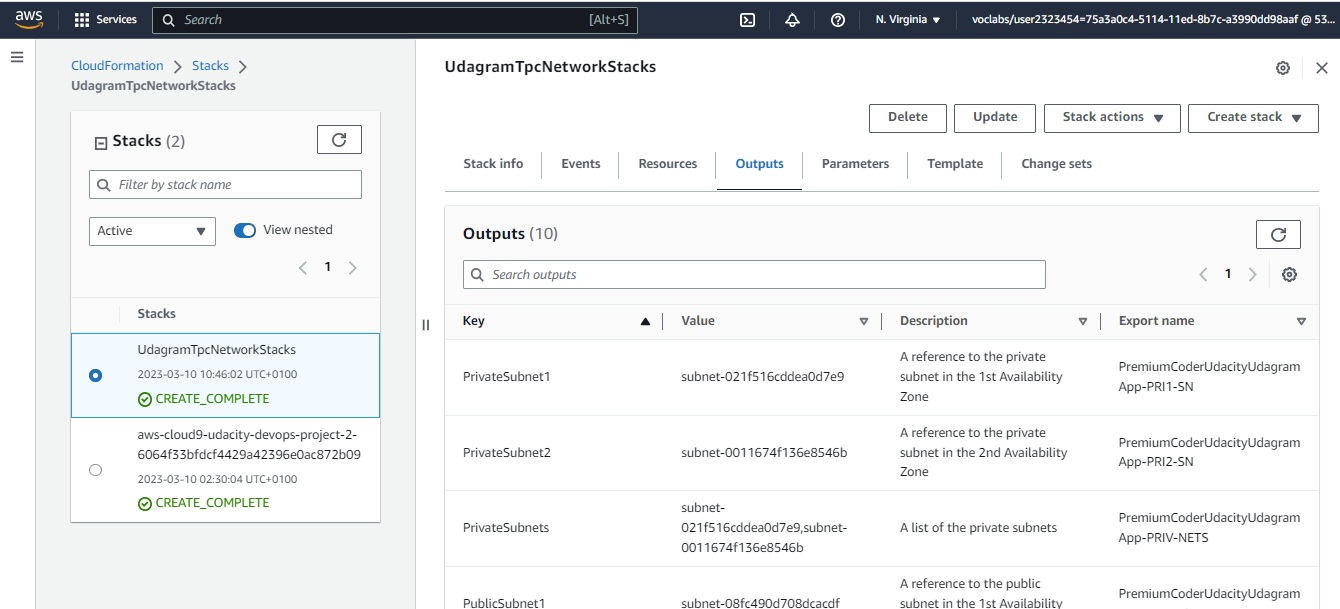 aws
Services
Search
[Alt+S]
N. Virginia
voclabs/user2323454=75a3a0c4-5114-11ed-8b7c-a3990dd98aaf @ 53...
CloudFormation
Stacks
UdagramTpcNetworkStacks
Stacks (2)
Filter by stack name
Active
View nested
1
Stacks
UdagramTpcNetworkStacks
2023-03-10 10:46:02 UTC+0100
CREATE_COMPLETE
aws-cloud9-udacity-devops-project-2-
6064f33bfdcf4429a42396e0ac872b09
2023-03-10 02:30:04 UTC+0100
CREATE_COMPLETE
UdagramTpcNetworkStacks
Delete
Update
Stack actions
Create stack
Stack info
Events
Resources
Outputs
Parameters
Template
Change sets
Outputs (10)
Search outputs
1
Key
Value
Description
Export name
PrivateSubnet1
subnet-021f516cddea0d7e9
A reference to the private
subnet in the 1st Availability
Zone
PremiumCoderUdacityUdagram
App-PRI1-SN
PrivateSubnet2
subnet-0011674f136e8546b
A reference to the private
subnet in the 2nd Availability
Zone
PremiumCoderUdacityUdagram
App-PRI2-SN
PrivateSubnets
subnet-
021f516cddea0d7e9,subnet-
0011674f136e8546b
A list of the private subnets
PremiumCoderUdacityUdagram
App-PRIV-NETS
PublicSubnet1
subnet-08fc490d708dcacdf
A reference to the public
subnet in the 1st Availability
PremiumCoderUdacityUdagram